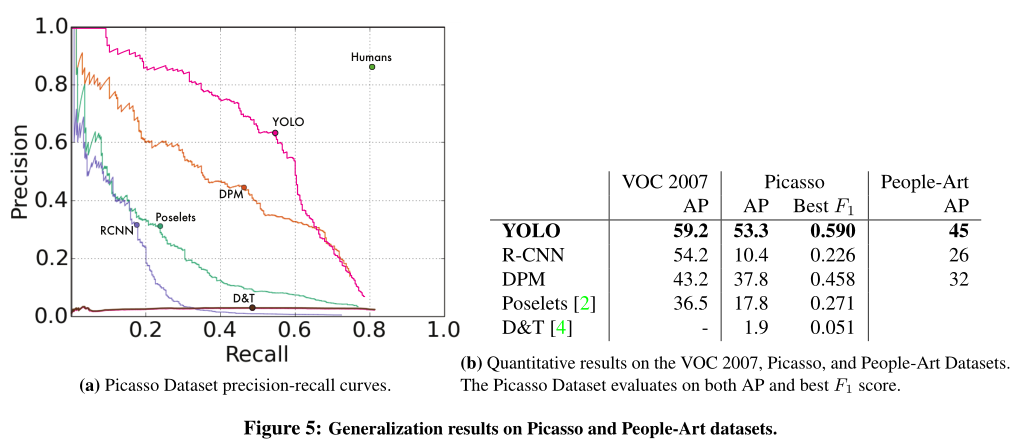 1.0
0.8
0.6
0.4
0.2
0.0
Precision
Humans
YOLO
DPM
Poselets
RCNN
D&T
0.2 0.4 0.6 0.8 1.0
Recall
(a) Picasso Dataset precision-recall curves.
VOC 2007 Picasso People-Art
AP AP Best F1 AP
YOLO 59.2 53.3 0.590 45
R-CNN 54.2 10.4 0.226 26
DPM 43.2 37.8 0.458 32
Poselets [2] 36.5 17.8 0.271
D&T [4] - 1.9 0.051
(b) Quantitative results on the VOC 2007, Picasso, and People-Art Datasets.
The Picasso Dataset evaluates on both AP and best F1 score.
Figure 5: Generalization results on Picasso and People-Art datasets.